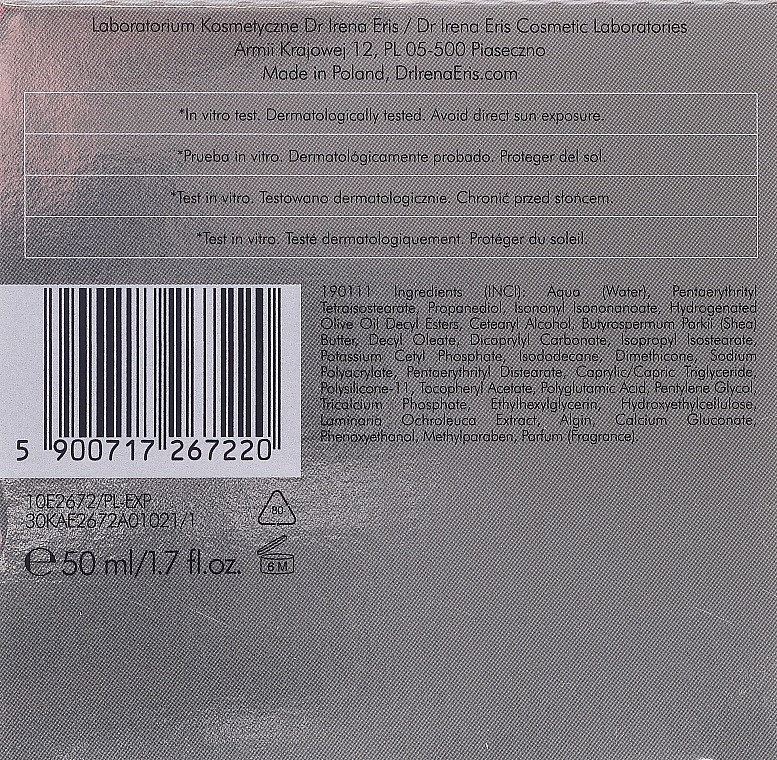 Laboratorium Kosmetyczne Dr Irena Eris / Dr Irena Eris Cosmetic Laboratories
Armii Krajowej 12, PL 05-500 Piaseczno
Made in Poland, DrIrenaEris.com
*In vitro test. Dermatologically tested. Avoid direct sun exposure.
*Prueba in vitro. Dermatológicamente probado. Proteger del sol.
*Test in vitro. Testowano dermatologicznie. Chronić przed słońcem.
*Test in vitro. Testé dermatologiquement. Protéger du soleil.
190111 Ingredients (INCI): Aqua (Water), Pentaerythrityl
Tetraisostearate, Propanediol, Isononyl Isononanoate, Hydrogenated
Olive Oil Decyl Esters, Cetearyl Alcohol, Butyrospermum Parkii (Shea)
Butter, Decyl Oleate, Dicaprylyl Carbonate, Isopropyl Isostearate,
Potassium Cetyl Phosphate, Isododecane, Dimethicone, Sodium
Polyacrylate, Pentaerythrityl Distearate, Caprylic/Capric Triglyceride,
Polysilicone-11, Tocopheryl Acetate, Polyglutamic Acid, Pentylene Glycol,
Tricalcium Phosphate, Ethylhexylglycerin, Hydroxyethylcellulose,
Laminaria Ochroleuca Extract, Algin, Calcium Gluconate,
Phenoxyethanol, Methylparaben, Parfum (Fragrance).
5 900717 267220
10E2672/PL-EXP
30KAE2672A01021/1
80
℮ 50 ml/1.7 fl.oz.
6 M